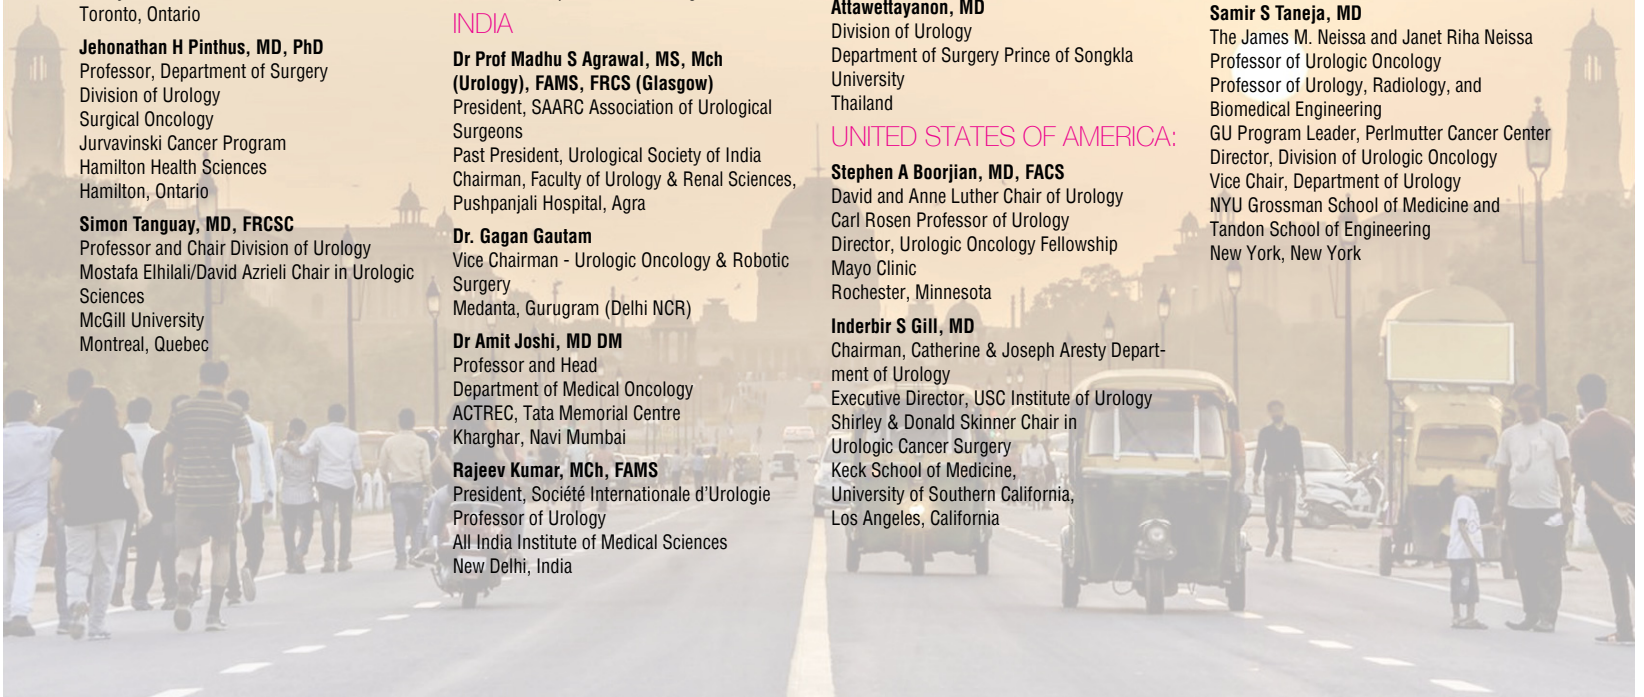 Toronto, Ontario
Jehonathan H Pinthus, MD, PhD
Professor, Department of Surgery
Division of Urology
Surgical Oncology
Jurvavinski Cancer Program
Hamilton Health Sciences
Hamilton, Ontario
Simon Tanguay, MD, FRCSC
Professor and Chair Division of Urology
Mostafa Elhilali/David Azrieli Chair in Urologic
Sciences
McGill University
Montreal, Quebec
INDIA
Dr Prof Madhu S Agrawal, MS, Mch
(Urology), FAMS, FRCS (Glasgow)
President, SAARC Association of Urological
Surgeons
Past President, Urological Society of India
Chairman, Faculty of Urology & Renal Sciences,
Pushpanjali Hospital, Agra
Dr. Gagan Gautam
Vice Chairman - Urologic Oncology & Robotic
Surgery
Medanta, Gurugram (Delhi NCR)
Dr Amit Joshi, MD DM
Professor and Head
Department of Medical Oncology
ACTREC, Tata Memorial Centre
Kharghar, Navi Mumbai
Rajeev Kumar, MCh, FAMS
President, Société Internationale d'Urologie
Professor of Urology
All India Institute of Medical Sciences
New Delhi, India
Attawettayanon, MD
Division of Urology
Department of Surgery Prince of Songkla
University
Thailand
UNITED STATES OF AMERICA:
Stephen A Boorjian, MD, FACS
David and Anne Luther Chair of Urology
Carl Rosen Professor of Urology
Director, Urologic Oncology Fellowship
Mayo Clinic
Rochester, Minnesota
Inderbir S Gill, MD
Chairman, Catherine & Joseph Aresty Depart-
ment of Urology
Executive Director, USC Institute of Urology
Shirley & Donald Skinner Chair in
Urologic Cancer Surgery
Keck School of Medicine,
University of Southern California,
Los Angeles, California
Samir S Taneja, MD
The James M. Neissa and Janet Riha Neissa
Professor of Urologic Oncology
Professor of Urology, Radiology, and
Biomedical Engineering
GU Program Leader, Perlmutter Cancer Center
Director, Division of Urologic Oncology
Vice Chair, Department of Urology
NYU Grossman School of Medicine and
Tandon School of Engineering
New York, New York